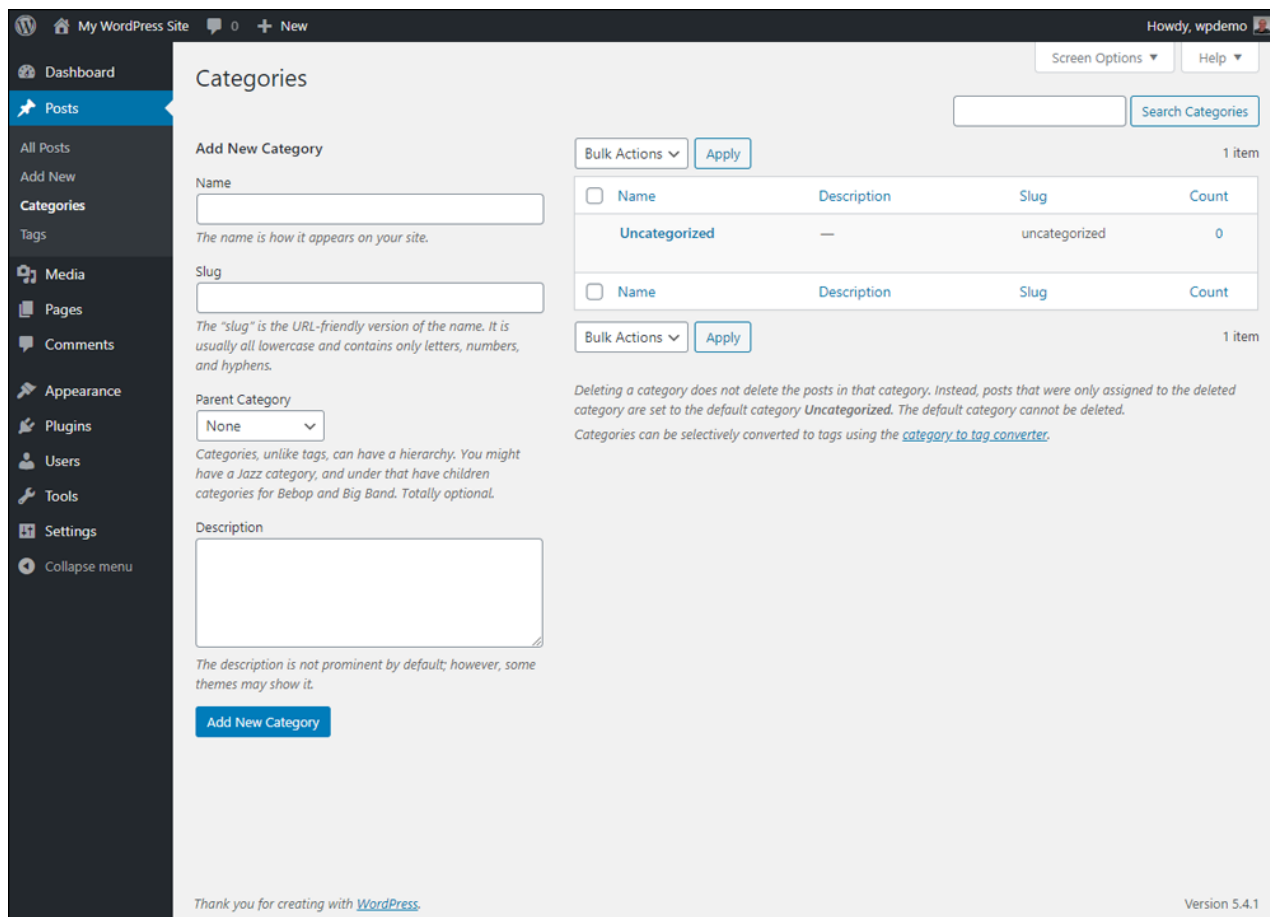 My WordPress Site 0 New Howdy, wpdemo
Dashboard
Posts
All Posts
Add New
Categories
Tags
Media
Pages
Comments
Appearance
Plugins
Users
Tools
Settings
Collapse menu
Screen Options Help
Categories
Search Categories
Add New Category
Name
The name is how it appears on your site.
Slug
The “slug” is the URL-friendly version of the name. It is
usually all lowercase and contains only letters, numbers,
and hyphens.
Parent Category
None
Categories, unlike tags, can have a hierarchy. You might
have a Jazz category, and under that have children
categories for Bebop and Big Band. Totally optional.
Description
The description is not prominent by default; however, some
themes may show it.
Add New Category
Bulk Actions Apply 1 item
Name Description Slug Count
Uncategorized — uncategorized 0
Name Description Slug Count
Bulk Actions Apply 1 item
Deleting a category does not delete the posts in that category. Instead, posts that were only assigned to the deleted
category are set to the default category Uncategorized. The default category cannot be deleted.
Categories can be selectively converted to tags using the category to tag converter.
Thank you for creating with WordPress. Version 5.4.1